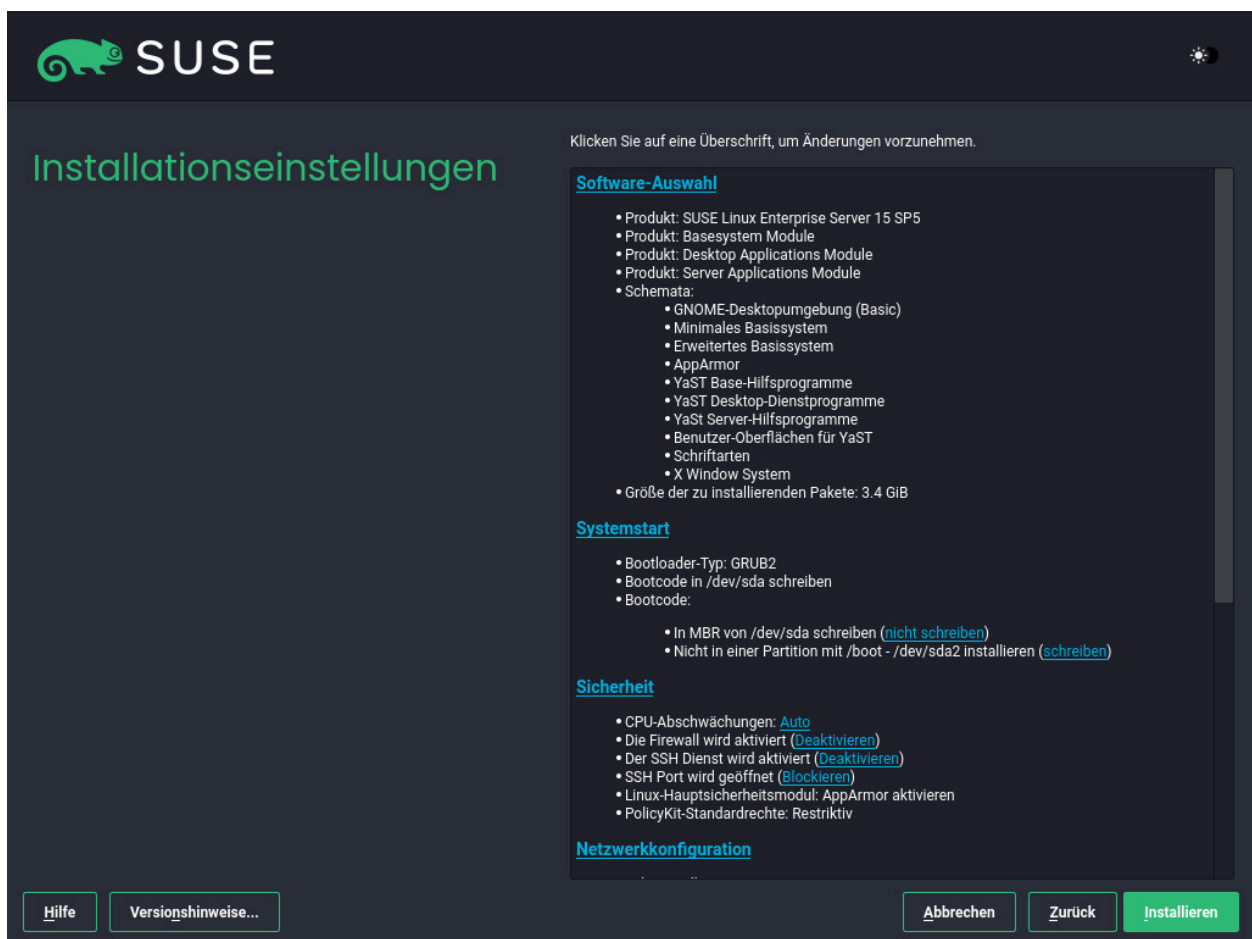 SUSE
Installationseinstellungen
Klicken Sie auf eine Überschrift, um Änderungen vorzunehmen.
Software-Auswahl
• Produkt: SUSE Linux Enterprise Server 15 SP5
• Produkt: Basesystem Module
• Produkt: Desktop Applications Module
• Produkt: Server Applications Module
• Schemata:
• GNOME-Desktopumgebung (Basic)
• Minimales Basissystem
• Erweitertes Basissystem
• AppArmor
• YaST Base-Hilfsprogramme
• YaST Desktop-Dienstprogramme
• YaSt Server-Hilfsprogramme
• Benutzer-Oberflächen für YaST
• Schriftarten
• X Window System
• Größe der zu installierenden Pakete: 3.4 GiB
Systemstart
• Bootloader-Typ: GRUB2
• Bootcode in /dev/sda schreiben
• Bootcode:
• In MBR von /dev/sda schreiben (nicht schreiben)
• Nicht in einer Partition mit /boot - /dev/sda2 installieren (schreiben)
Sicherheit
• CPU-Abschwächungen: Auto
• Die Firewall wird aktiviert (Deaktivieren)
• Der SSH Dienst wird aktiviert (Deaktivieren)
• SSH Port wird geöffnet (Blockieren)
• Linux-Hauptsicherheitsmodul: AppArmor aktivieren
• PolicyKit-Standardrechte: Restriktiv
Netzwerkkonfiguration
Hilfe
Versionshinweise...
Abbrechen
Zurück
Installieren